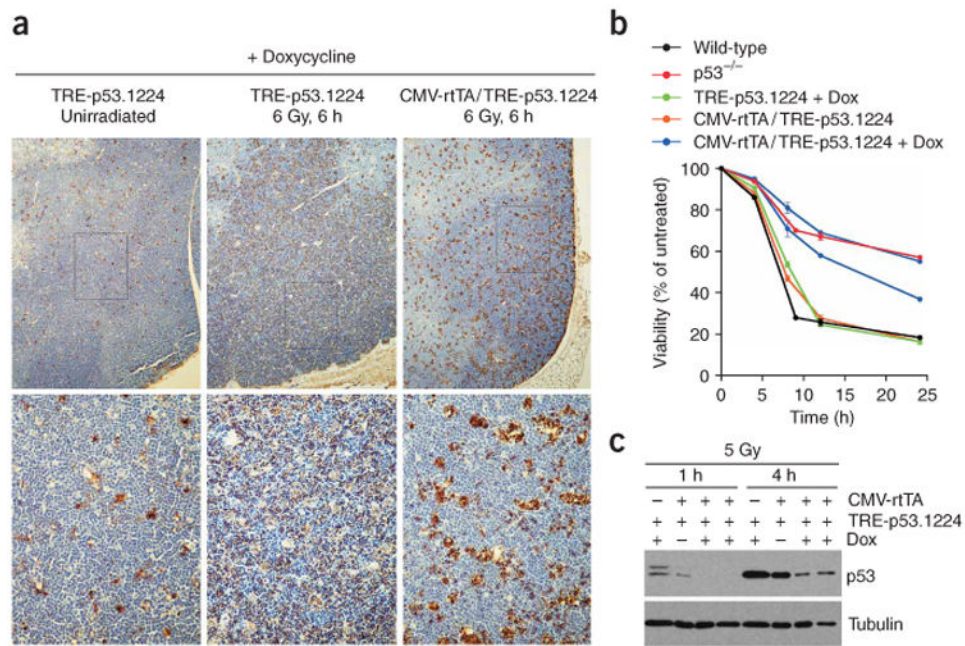 a
+ Doxycycline
TRE-p53.1224
Unirradiated
TRE-p53.1224
6 Gy, 6 h
CMV-rtTA/TRE-p53.1224
6 Gy, 6 h
b
Wild-type
p53−/−
TRE-p53.1224 + Dox
CMV-rtTA/TRE-p53.1224
CMV-rtTA/TRE-p53.1224 + Dox
Viability (% of untreated)
100
80
60
40
20
0
0 5 10 15 20 25
Time (h)
c
5 Gy
1 h 4 h
− + + + − + + + CMV-rtTA
+ + + + + + + + TRE-p53.1224
+ − + + + − + + Dox
p53
Tubulin